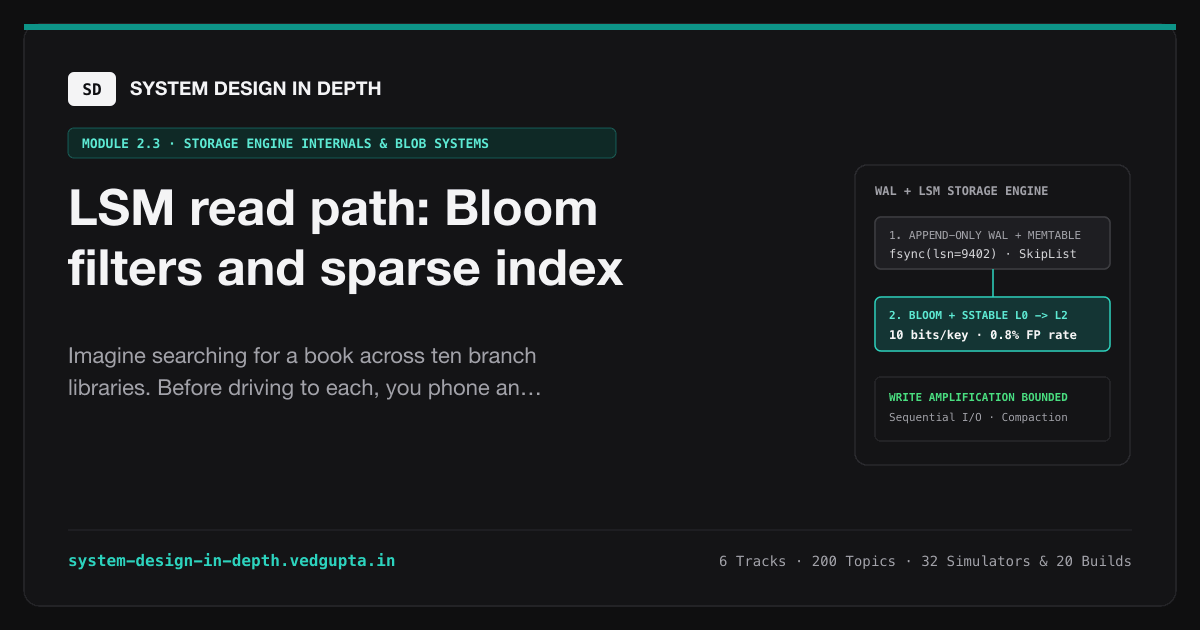 SD SYSTEM DESIGN IN DEPTH
MODULE 2.3 · STORAGE ENGINE INTERNALS & BLOB SYSTEMS
LSM read path: Bloom
filters and sparse index
Imagine searching for a book across ten branch
libraries. Before driving to each, you phone an…
WAL + LSM STORAGE ENGINE
1. APPEND-ONLY WAL + MEMTABLE
fsync(lsn=9402) · SkipList
2. BLOOM + SSTABLE L0 -> L2
10 bits/key · 0.8% FP rate
WRITE AMPLIFICATION BOUNDED
Sequential I/O · Compaction
system-design-in-depth.vedgupta.in
6 Tracks · 200 Topics · 32 Simulators & 20 Builds